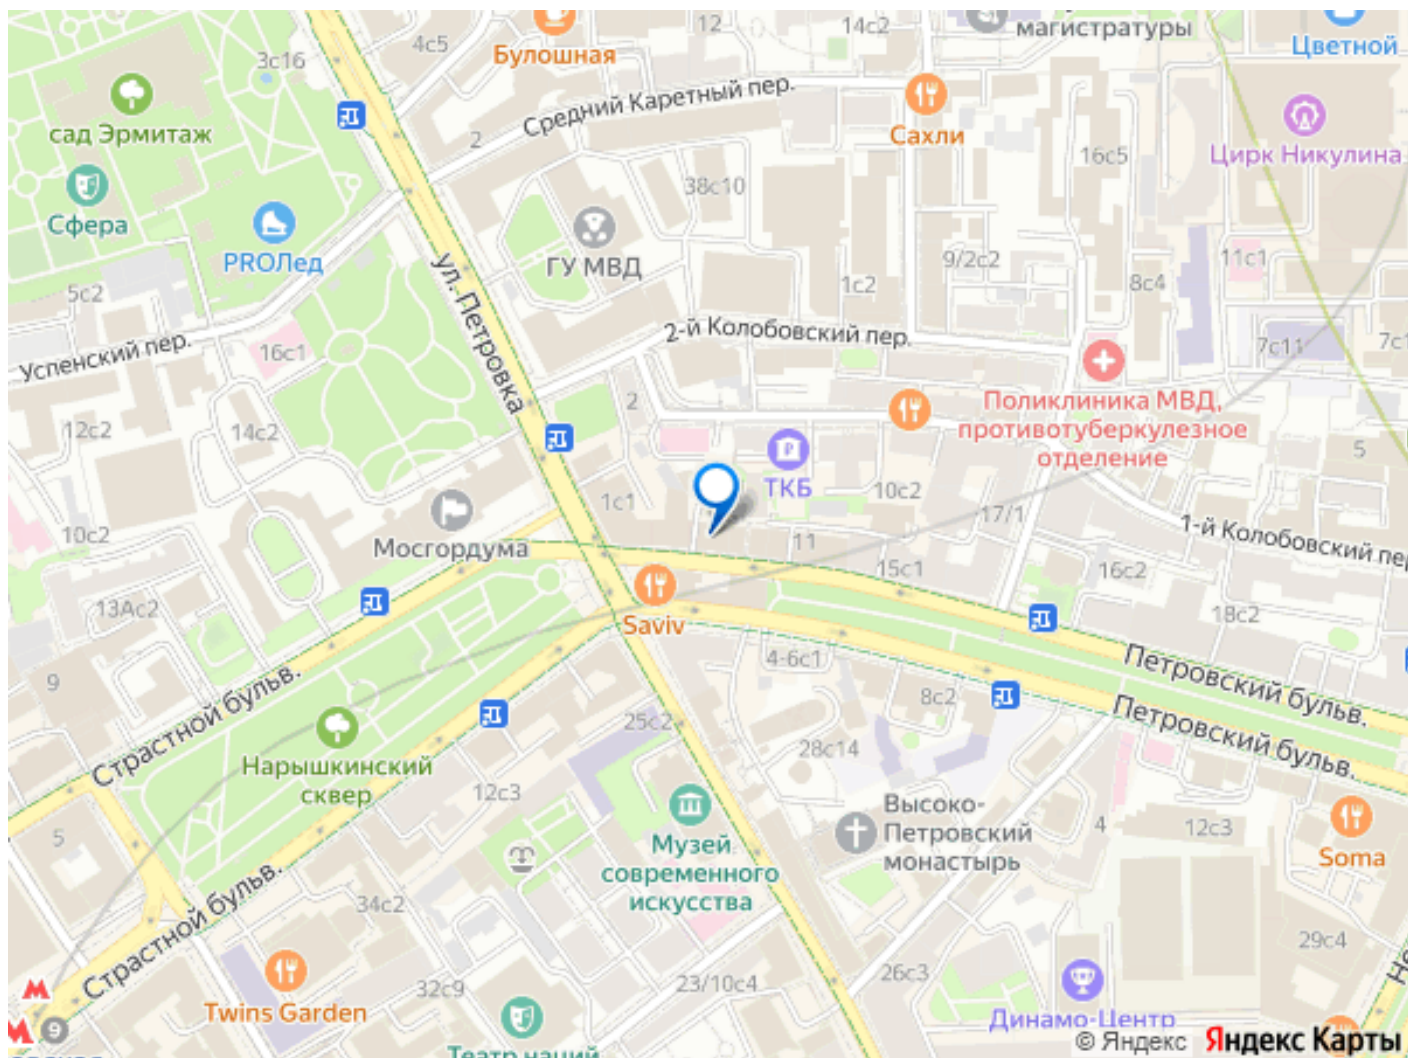 12
14с2
магистратуры
Цветной
4с5
Булошная
3с16
сад Эрмитаж
2
Средний Каретный пер.
Сахли
Цирк Никулина
16с5
38с10
Сфера
PROЛед
ГУ МВД
ул. Петровка
5с2
1с2
9/2с2
8с4
11с1
Успенский пер.
16с1
2-й Колобовский пер.
7с11
7с1
Поликлиника МВД,
противотуберкулезное
отделение
12с2
14с2
2
5
ТКБ
10с2
1с1
17/1
10с2
Мосгордума
11
15с1
1-й Колобовский пер
16с2
13Ас2
Saviv
18с2
4-6с1
9
Страстной бульв.
8с2
Петровский бульв.
Петровский бульв.
25с2
28с14
Нарышкинский
сквер
12с3
Высоко-
Петровский
монастырь
4
12с3
5
Музей
современного
искусства
Soma
34с2
Страстной бульв.
29с4
26с3
23/10с4
32с9
Twins Garden
9
Динамо-Центр
Театр наций
© Яндекс Яндекс Карты